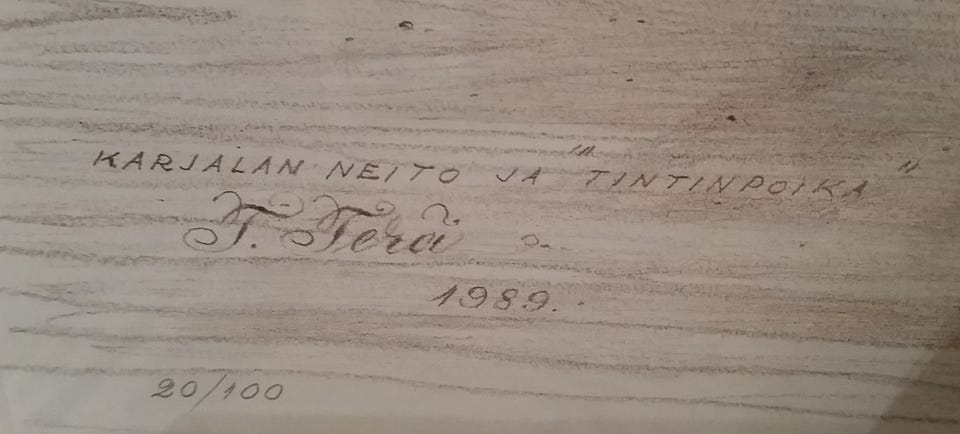 KARJALAN NEITO JA "TINTINPOIKA"
T. Terä
1989.
20/100